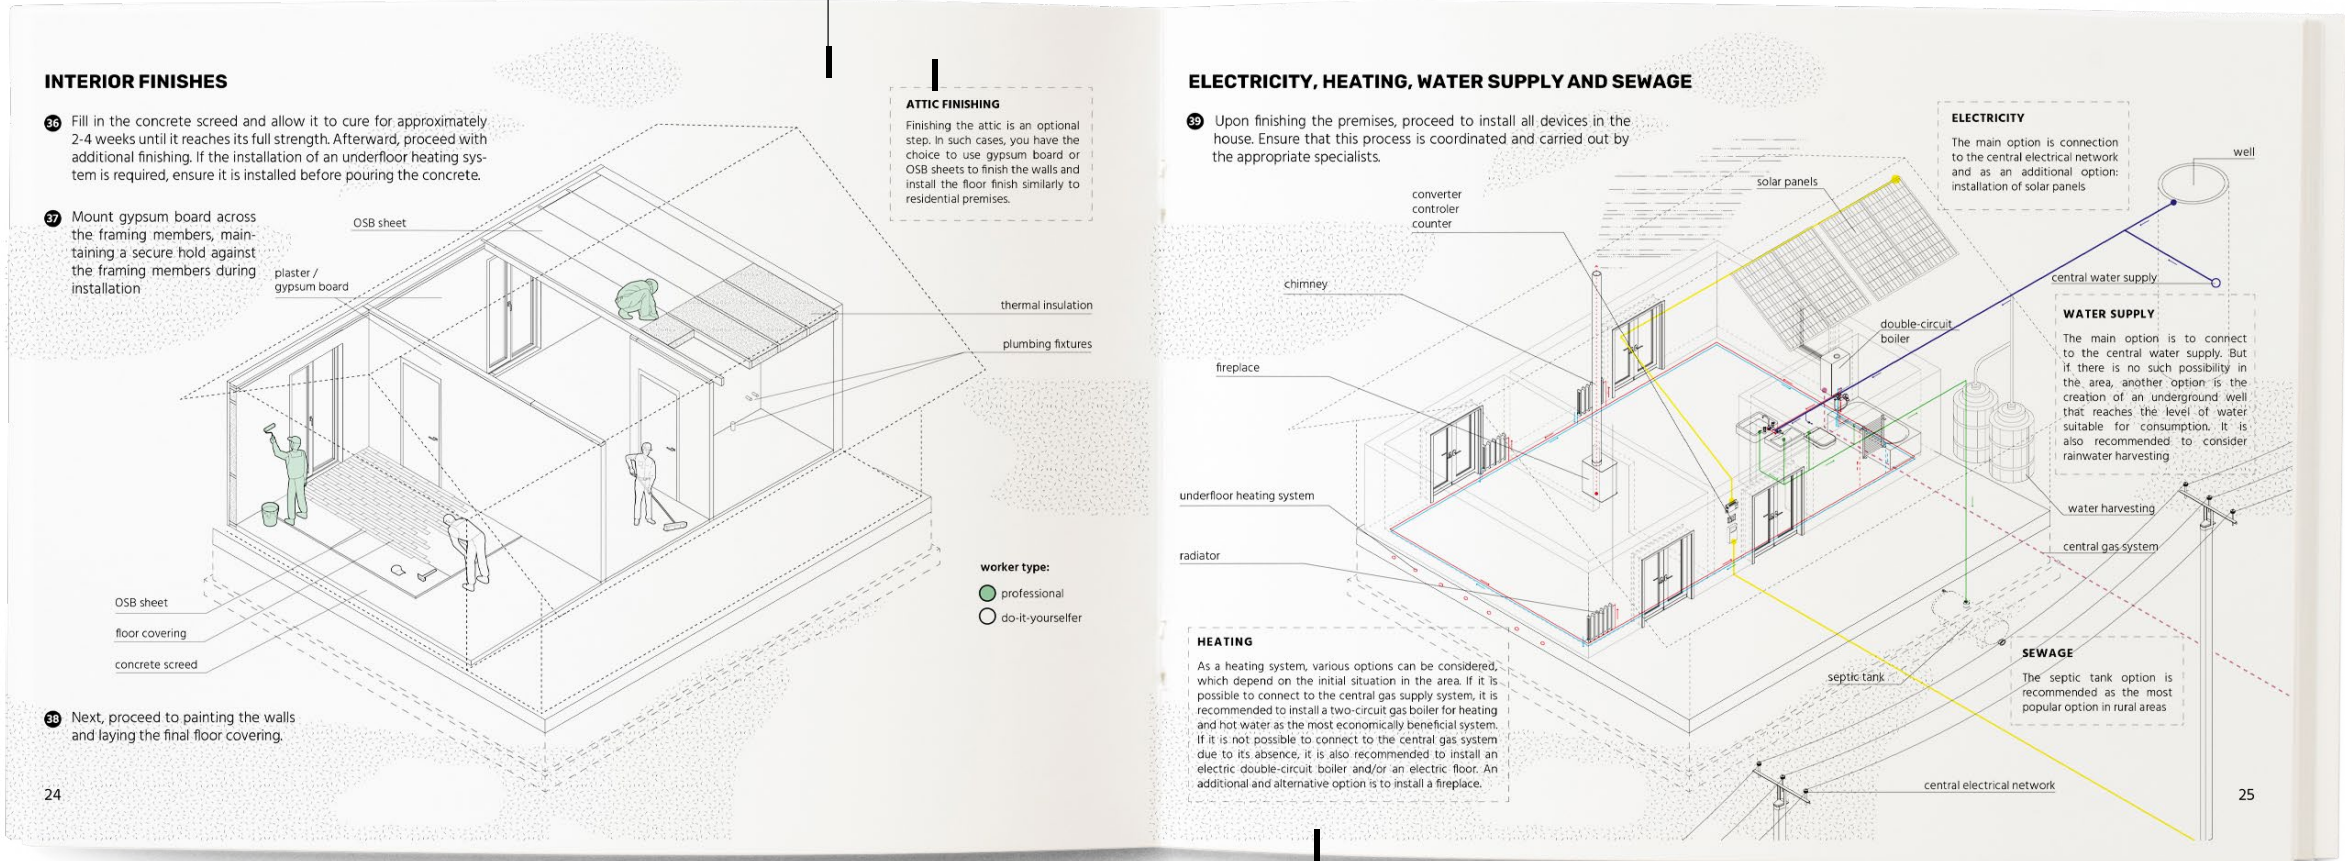 INTERIOR FINISHES
36 Fill in the concrete screed and allow it to cure for approximately
2-4 weeks until it reaches its full strength. Afterward, proceed with
additional finishing. If the installation of an underfloor heating sys-
tem is required, ensure it is installed before pouring the concrete.
37 Mount gypsum board across
the framing members, main-
taining a secure hold against
the framing members during
installation
OSB sheet
plaster /
gypsum board
ATTIC FINISHING
Finishing the attic is an optional
step. In such cases, you have the
choice to use gypsum board or
OSB sheets to finish the walls and
install the floor finish similarly to
residential premises.
thermal insulation
plumbing fixtures
worker type:
professional
do-it-yourselfer
OSB sheet
floor covering
concrete screed
38 Next, proceed to painting the walls
and laying the final floor covering.
24
ELECTRICITY, HEATING, WATER SUPPLY AND SEWAGE
39 Upon finishing the premises, proceed to install all devices in the
house. Ensure that this process is coordinated and carried out by
the appropriate specialists.
converter
controler
counter
solar panels
ELECTRICITY
The main option is connection
to the central electrical network
and as an additional option:
installation of solar panels
well
chimney
central water supply
double-circuit
boiler
fireplace
WATER SUPPLY
The main option is to connect
to the central water supply. But
if there is no such possibility in
the area, another option is the
creation of an underground well
that reaches the level of water
suitable for consumption. It is
also recommended to consider
rainwater harvesting
underfloor heating system
radiator
water harvesting
central gas system
HEATING
As a heating system, various options can be considered,
which depend on the initial situation in the area. If it is
possible to connect to the central gas supply system, it is
recommended to install a two-circuit gas boiler for heating
and hot water as the most economically beneficial system.
If it is not possible to connect to the central gas system
due to its absence, it is also recommended to install an
electric double-circuit boiler and/or an electric floor. An
additional and alternative option is to install a fireplace.
septic tank
SEWAGE
The septic tank option is
recommended as the most
popular option in rural areas
central electrical network
25